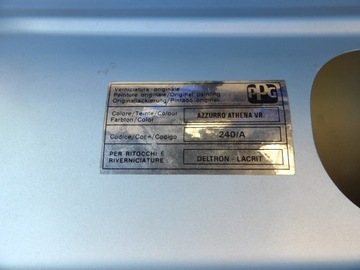 Verniciatura originale
Peinture originale/Original painting
Originallackierung/Pintado original
PPG
Colore/Teinte/Colour
Farbton/Color
AZZURRO ATHENA VR.
Codice/Code/Codigo
240/A
PER RITOCCHI E
RIVERNICIATURE
DELTRON - LACRIT